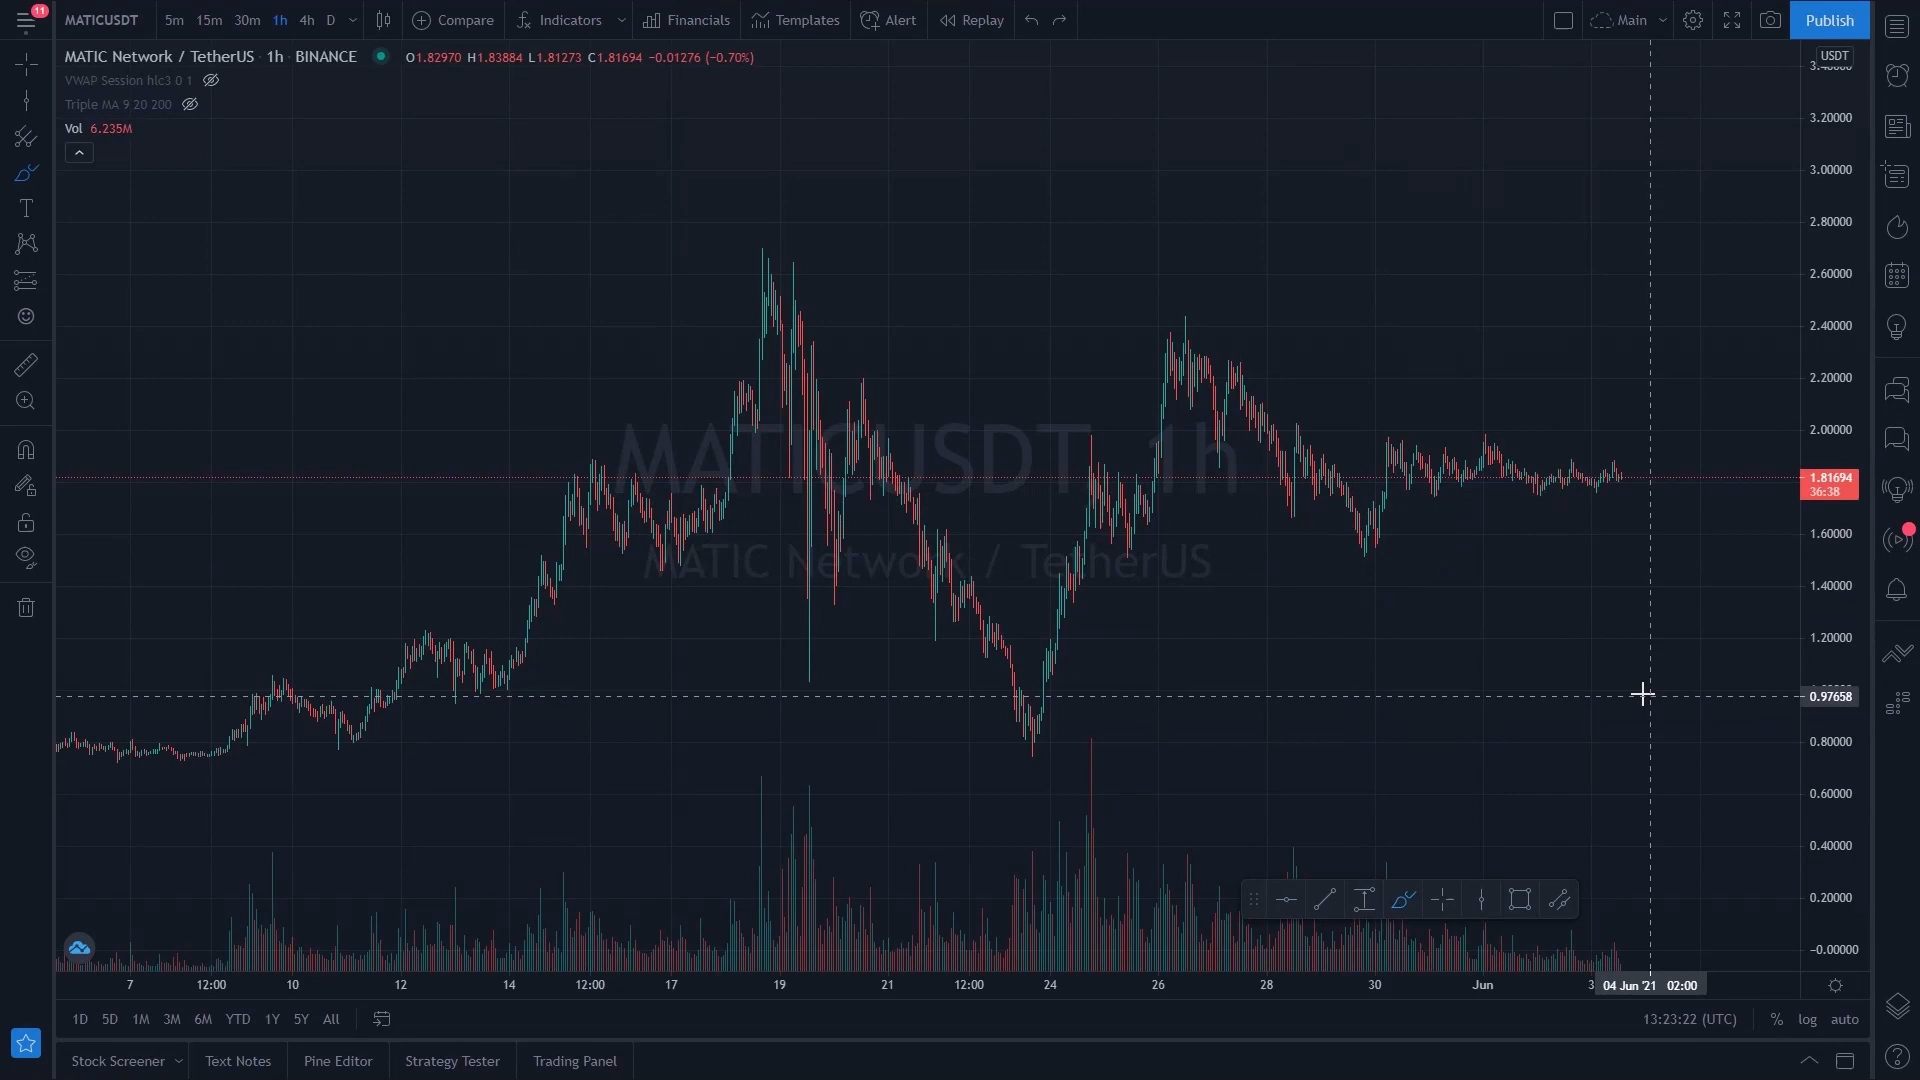 11
MATICUSDT 5m 15m 30m 1h 4h D Compare Indicators Financials Templates Alert Replay Main Publish
MATIC Network / TetherUS · 1h · BINANCE O1.82970 H1.83884 L1.81273 C1.81694 −0.01276 (−0.70%)
VWAP Session hlc3 0 1
Triple MA 9 20 200
Vol 6.235M
USDT
3.20000
3.00000
2.80000
2.60000
2.40000
2.20000
2.00000
1.81694
36:38
1.60000
1.40000
1.20000
0.97658
0.80000
0.60000
0.40000
0.20000
−0.00000
MATICUSDT, 1h
MATIC Network / TetherUS
7 12:00 10 12 14 12:00 17 19 21 12:00 24 26 28 30 Jun 3 04 Jun '21 02:00
1D 5D 1M 3M 6M YTD 1Y 5Y All 13:23:22 (UTC) % log auto
Stock Screener Text Notes Pine Editor Strategy Tester Trading Panel